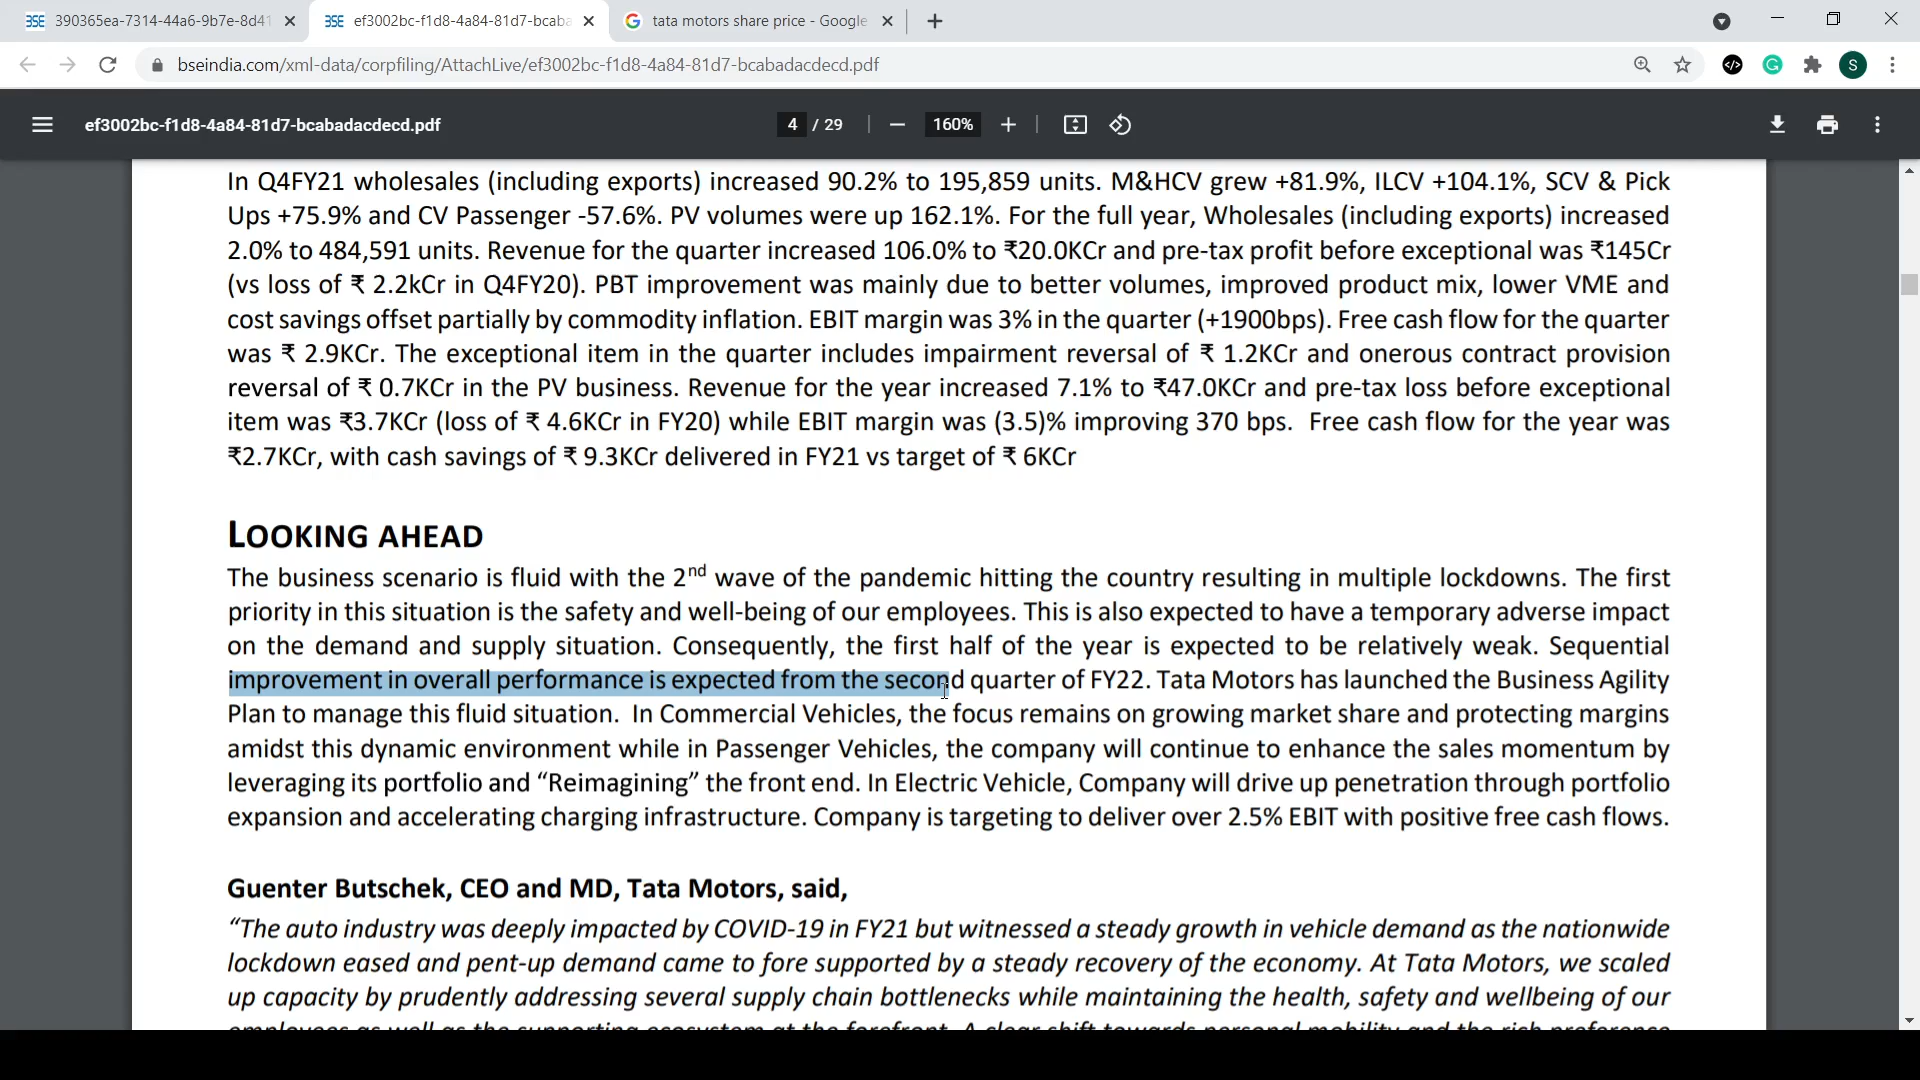 390365ea-7314-44a6-9b7e-8d41
ef3002bc-f1d8-4a84-81d7-bcaba
tata motors share price - Google
bseindia.com/xml-data/corpfiling/AttachLive/ef3002bc-f1d8-4a84-81d7-bcabadacdecd.pdf
S
ef3002bc-f1d8-4a84-81d7-bcabadacdecd.pdf
4 / 29
160%
In Q4FY21 wholesales (including exports) increased 90.2% to 195,859 units. M&HCV grew +81.9%, ILCV +104.1%, SCV & Pick
Ups +75.9% and CV Passenger -57.6%. PV volumes were up 162.1%. For the full year, Wholesales (including exports) increased
2.0% to 484,591 units. Revenue for the quarter increased 106.0% to ₹20.0KCr and pre-tax profit before exceptional was ₹145Cr
(vs loss of ₹ 2.2kCr in Q4FY20). PBT improvement was mainly due to better volumes, improved product mix, lower VME and
cost savings offset partially by commodity inflation. EBIT margin was 3% in the quarter (+1900bps). Free cash flow for the quarter
was ₹ 2.9KCr. The exceptional item in the quarter includes impairment reversal of ₹ 1.2KCr and onerous contract provision
reversal of ₹ 0.7KCr in the PV business. Revenue for the year increased 7.1% to ₹47.0KCr and pre-tax loss before exceptional
item was ₹3.7KCr (loss of ₹ 4.6KCr in FY20) while EBIT margin was (3.5)% improving 370 bps. Free cash flow for the year was
₹2.7KCr, with cash savings of ₹ 9.3KCr delivered in FY21 vs target of ₹ 6KCr
LOOKING AHEAD
The business scenario is fluid with the 2nd wave of the pandemic hitting the country resulting in multiple lockdowns. The first
priority in this situation is the safety and well-being of our employees. This is also expected to have a temporary adverse impact
on the demand and supply situation. Consequently, the first half of the year is expected to be relatively weak. Sequential
improvement in overall performance is expected from the second quarter of FY22. Tata Motors has launched the Business Agility
Plan to manage this fluid situation. In Commercial Vehicles, the focus remains on growing market share and protecting margins
amidst this dynamic environment while in Passenger Vehicles, the company will continue to enhance the sales momentum by
leveraging its portfolio and “Reimagining” the front end. In Electric Vehicle, Company will drive up penetration through portfolio
expansion and accelerating charging infrastructure. Company is targeting to deliver over 2.5% EBIT with positive free cash flows.
Guenter Butschek, CEO and MD, Tata Motors, said,
“The auto industry was deeply impacted by COVID-19 in FY21 but witnessed a steady growth in vehicle demand as the nationwide
lockdown eased and pent-up demand came to fore supported by a steady recovery of the economy. At Tata Motors, we scaled
up capacity by prudently addressing several supply chain bottlenecks while maintaining the health, safety and wellbeing of our
employees as well as the supporting ecosystem at the forefront. A clear shift towards personal mobility and the rich preference